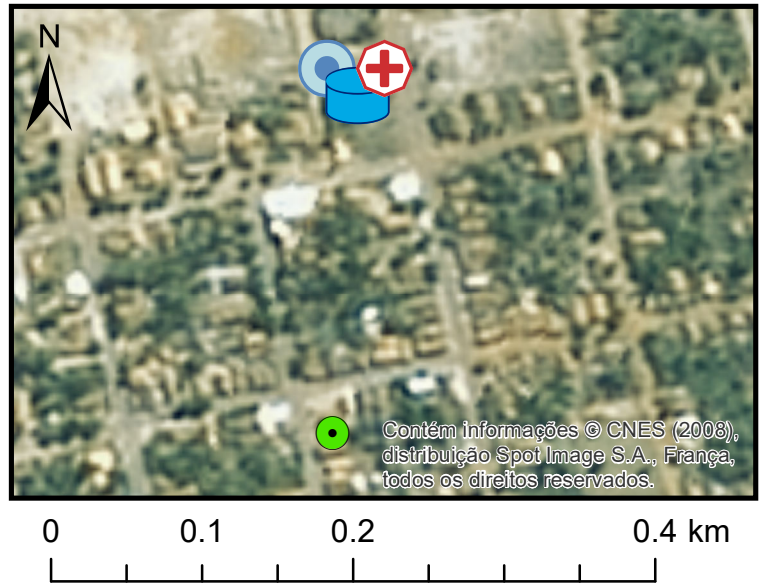 N
Contém informações © CNES (2008),
distribuição Spot Image S.A., França,
todos os direitos reservados.
0 0.1 0.2 0.4 km